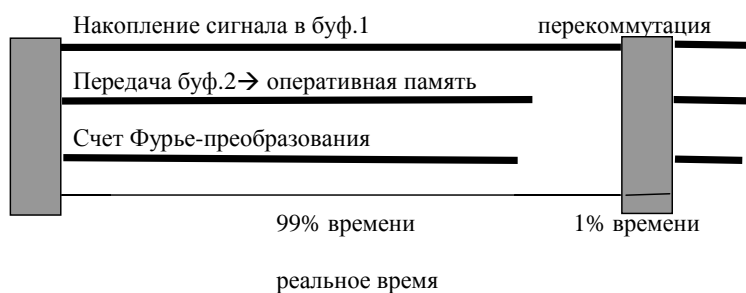 Накопление сигнала в буф.1 перекоммутация
Передача буф.2→ оперативная память
Счет Фурье-преобразования
99% времени 1% времени
реальное время